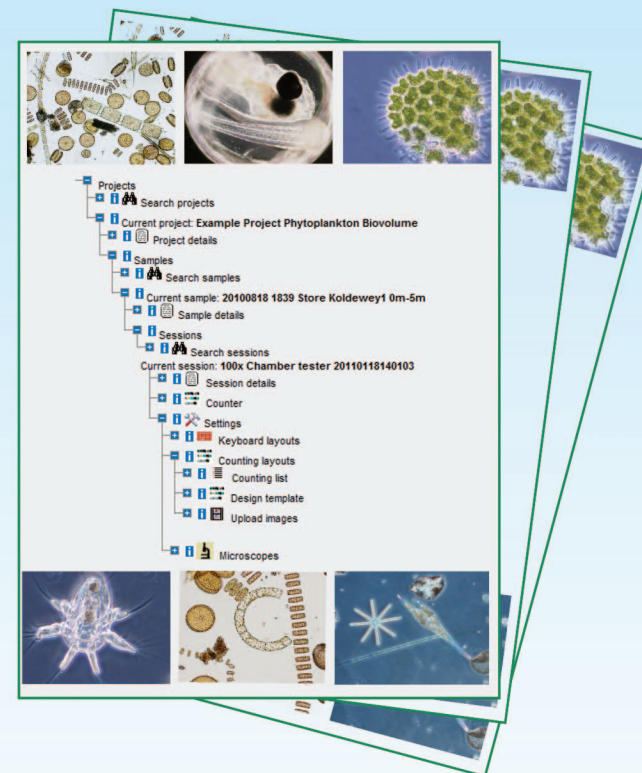 Projects
Search projects
Current project: Example Project Phytoplankton Biovolume
Project details
Samples
Search samples
Current sample: 20100818 1839 Store Koldewey1 0m-5m
Sample details
Sessions
Search sessions
Current session: 100x Chamber tester 20110118140103
Session details
Counter
Settings
Keyboard layouts
Counting layouts
Counting list
Design template
Upload images
Microscopes